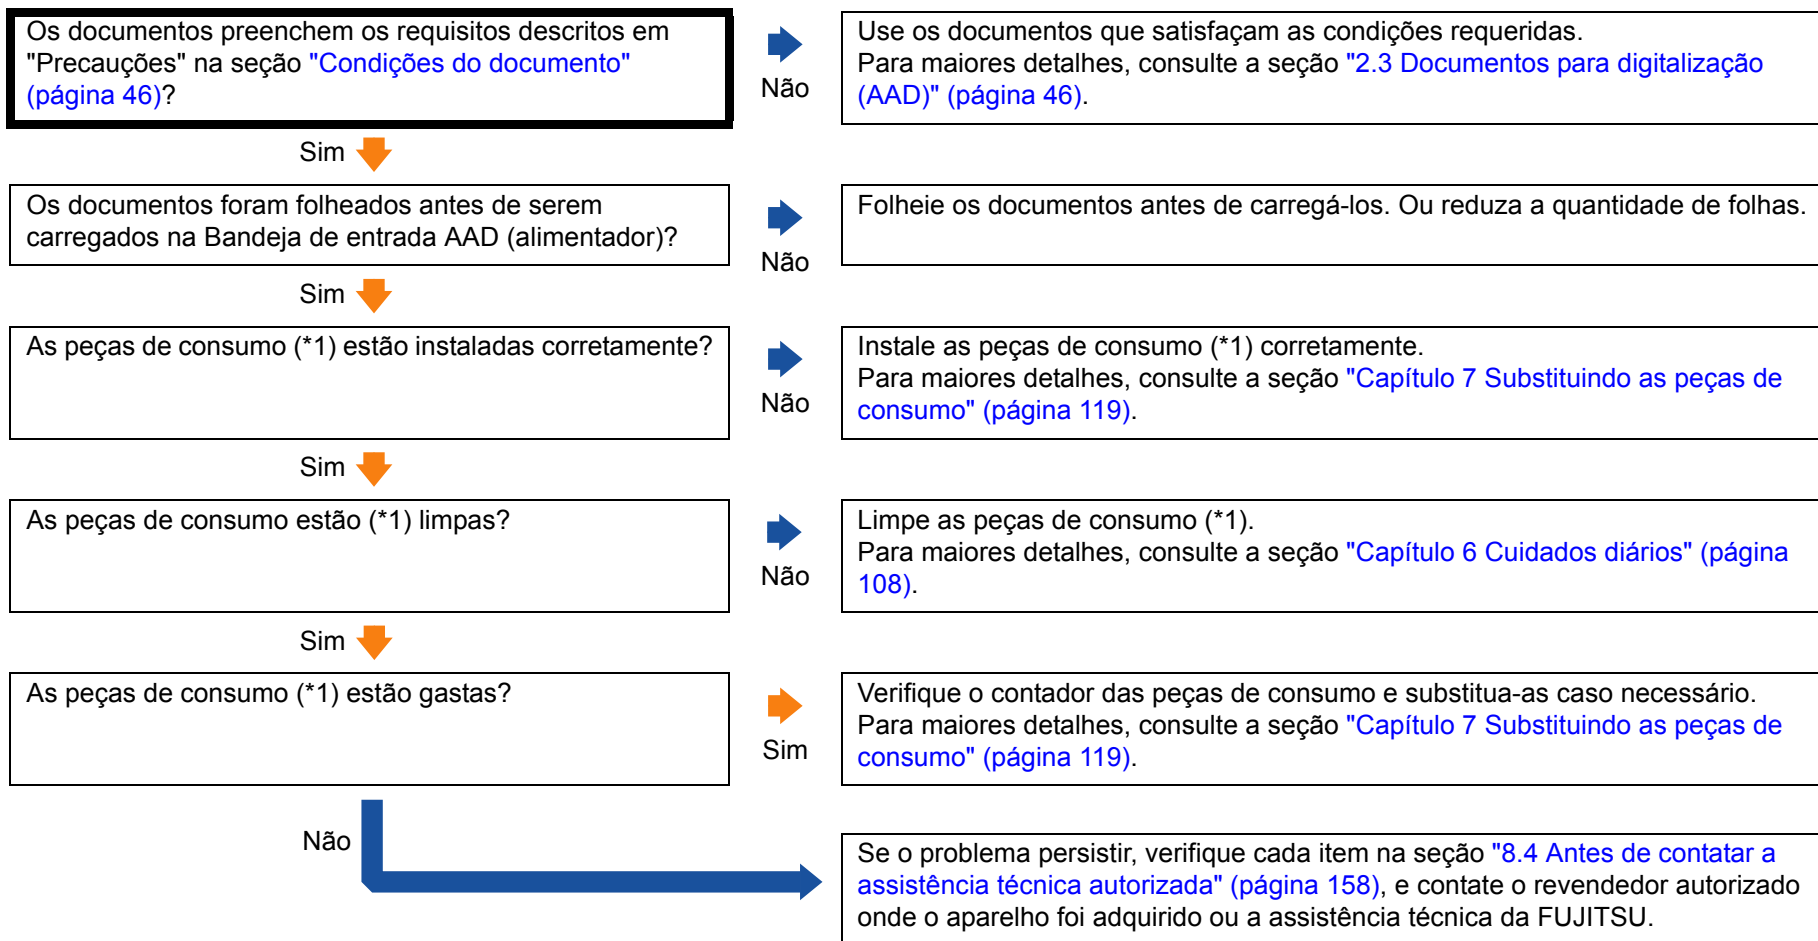 Os documentos preenchem os requisitos descritos em
"Precauções" na seção "Condições do documento"
(página 46)?
Não
Use os documentos que satisfaçam as condições requeridas.
Para maiores detalhes, consulte a seção "2.3 Documentos para digitalização
(AAD)" (página 46).
Sim
Os documentos foram folheados antes de serem
carregados na Bandeja de entrada AAD (alimentador)?
Não
Folheie os documentos antes de carregá-los. Ou reduza a quantidade de folhas.
Sim
As peças de consumo (*1) estão instaladas corretamente?
Não
Instale as peças de consumo (*1) corretamente.
Para maiores detalhes, consulte a seção "Capítulo 7 Substituindo as peças de
consumo" (página 119).
Sim
As peças de consumo estão (*1) limpas?
Não
Limpe as peças de consumo (*1).
Para maiores detalhes, consulte a seção "Capítulo 6 Cuidados diários" (página
108).
Sim
As peças de consumo (*1) estão gastas?
Sim
Verifique o contador das peças de consumo e substitua-as caso necessário.
Para maiores detalhes, consulte a seção "Capítulo 7 Substituindo as peças de
consumo" (página 119).
Não
Se o problema persistir, verifique cada item na seção "8.4 Antes de contatar a
assistência técnica autorizada" (página 158), e contate o revendedor autorizado
onde o aparelho foi adquirido ou a assistência técnica da FUJITSU.